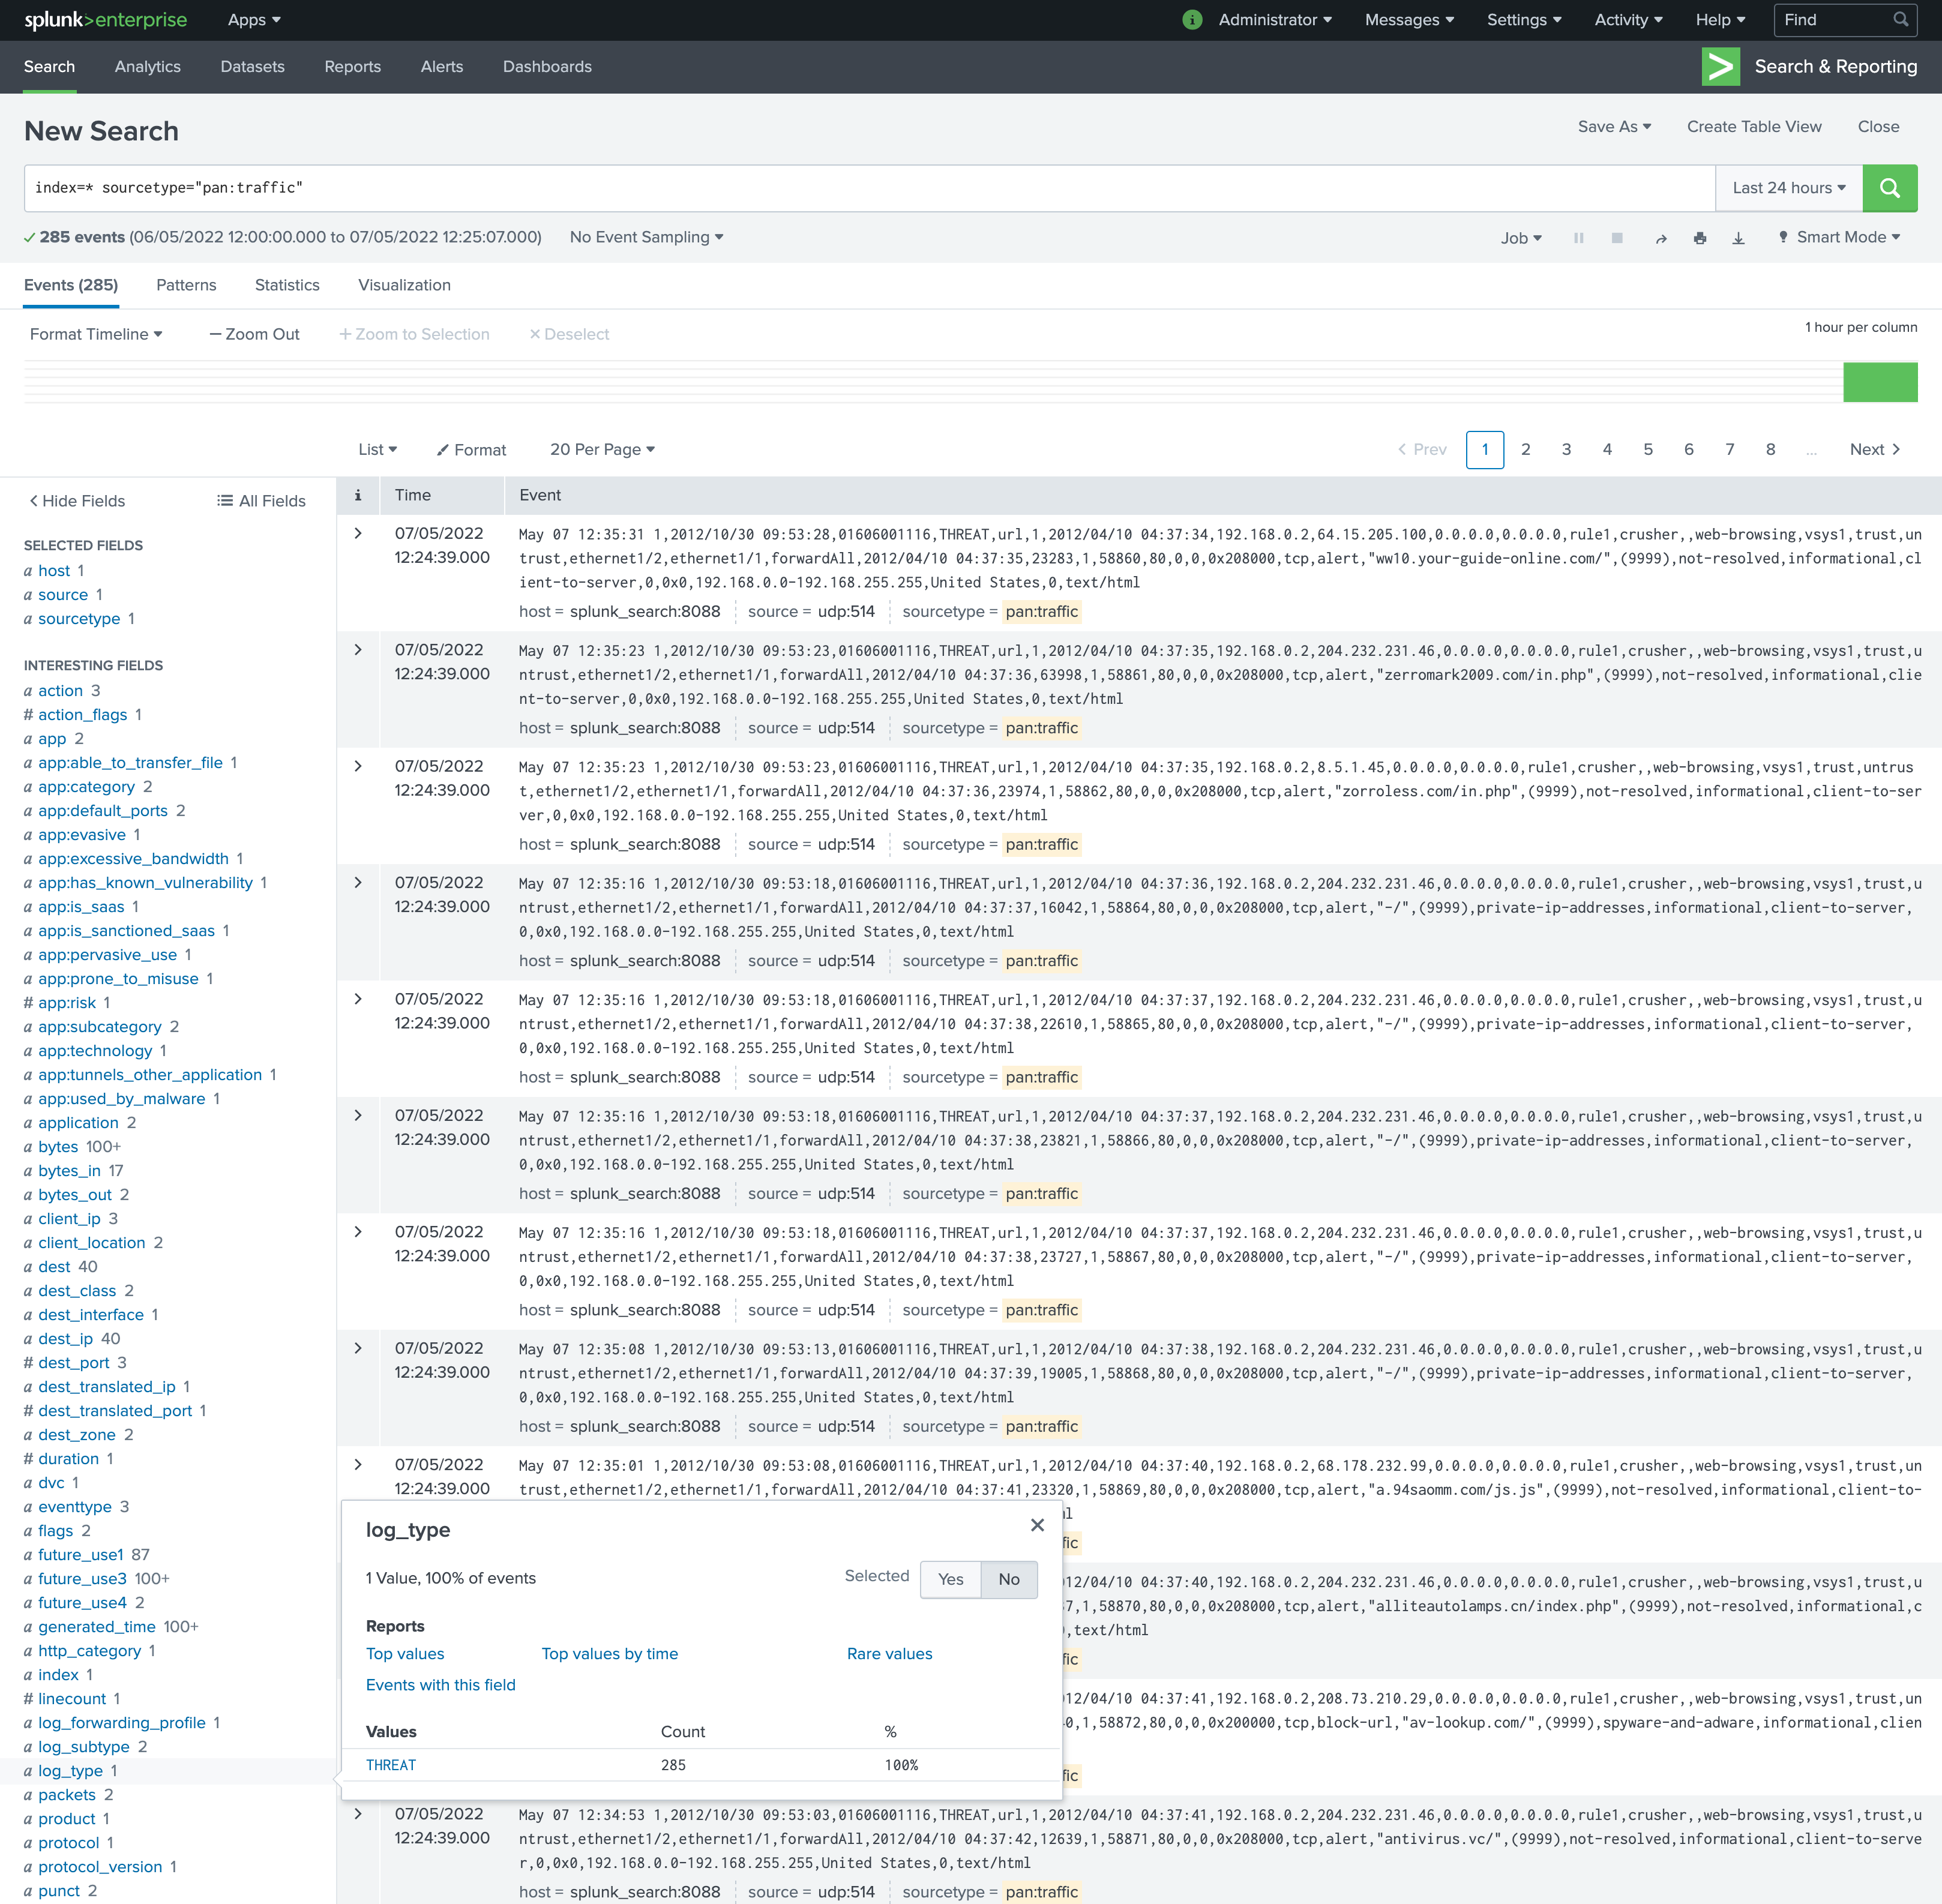 splunk>enterprise Apps
i Administrator Messages Settings Activity Help Find
Search Analytics Datasets Reports Alerts Dashboards
> Search & Reporting
New Search
Save As Create Table View Close
index=* sourcetype="pan:traffic"
Last 24 hours
285 events (06/05/2022 12:00:00.000 to 07/05/2022 12:25:07.000) No Event Sampling
Job Smart Mode
Events (285) Patterns Statistics Visualization
Format Timeline — Zoom Out + Zoom to Selection × Deselect
1 hour per column
List Format 20 Per Page
< Prev 1 2 3 4 5 6 7 8 ... Next >
< Hide Fields All Fields
SELECTED FIELDS
a host 1
a source 1
a sourcetype 1
INTERESTING FIELDS
a action 3
# action_flags 1
a app 2
a app:able_to_transfer_file 1
a app:category 2
a app:default_ports 2
a app:evasive 1
a app:excessive_bandwidth 1
a app:has_known_vulnerability 1
a app:is_saas 1
a app:is_sanctioned_saas 1
a app:pervasive_use 1
a app:prone_to_misuse 1
# app:risk 1
a app:subcategory 2
a app:technology 1
a app:tunnels_other_application 1
a app:used_by_malware 1
a application 2
a bytes 100+
a bytes_in 17
a bytes_out 2
a client_ip 3
a client_location 2
a dest 40
a dest_class 2
a dest_interface 1
a dest_ip 40
# dest_port 3
a dest_translated_ip 1
# dest_translated_port 1
a dest_zone 2
# duration 1
a dvc 1
a eventtype 3
a flags 2
a future_use1 87
a future_use3 100+
a future_use4 2
a generated_time 100+
a http_category 1
a index 1
# linecount 1
a log_forwarding_profile 1
a log_subtype 2
a log_type 1
a packets 2
a product 1
a protocol 1
a protocol_version 1
a punct 2
i Time Event
07/05/2022
12:24:39.000
May 07 12:35:31 1,2012/10/30 09:53:28,01606001116,THREAT,url,1,2012/04/10 04:37:34,192.168.0.2,64.15.205.100,0.0.0.0,0.0.0.0,rule1,crusher,,web-browsing,vsys1,trust,un
trust,ethernet1/2,ethernet1/1,forwardAll,2012/04/10 04:37:35,23283,1,58860,80,0,0,0x208000,tcp,alert,"ww10.your-guide-online.com/",(9999),not-resolved,informational,cl
ient-to-server,0,0x0,192.168.0.0-192.168.255.255,United States,0,text/html
host = splunk_search:8088 source = udp:514 sourcetype = pan:traffic
07/05/2022
12:24:39.000
May 07 12:35:23 1,2012/10/30 09:53:23,01606001116,THREAT,url,1,2012/04/10 04:37:35,192.168.0.2,204.232.231.46,0.0.0.0,0.0.0.0,rule1,crusher,,web-browsing,vsys1,trust,u
ntrust,ethernet1/2,ethernet1/1,forwardAll,2012/04/10 04:37:36,63998,1,58861,80,0,0,0x208000,tcp,alert,"zerromark2009.com/in.php",(9999),not-resolved,informational,clie
nt-to-server,0,0x0,192.168.0.0-192.168.255.255,United States,0,text/html
host = splunk_search:8088 source = udp:514 sourcetype = pan:traffic
07/05/2022
12:24:39.000
May 07 12:35:23 1,2012/10/30 09:53:23,01606001116,THREAT,url,1,2012/04/10 04:37:35,192.168.0.2,8.5.1.45,0.0.0.0,0.0.0.0,rule1,crusher,,web-browsing,vsys1,trust,untrus
t,ethernet1/2,ethernet1/1,forwardAll,2012/04/10 04:37:36,23974,1,58862,80,0,0,0x208000,tcp,alert,"zorroless.com/in.php",(9999),not-resolved,informational,client-to-ser
ver,0,0x0,192.168.0.0-192.168.255.255,United States,0,text/html
host = splunk_search:8088 source = udp:514 sourcetype = pan:traffic
07/05/2022
12:24:39.000
May 07 12:35:16 1,2012/10/30 09:53:18,01606001116,THREAT,url,1,2012/04/10 04:37:36,192.168.0.2,204.232.231.46,0.0.0.0,0.0.0.0,rule1,crusher,,web-browsing,vsys1,trust,u
ntrust,ethernet1/2,ethernet1/1,forwardAll,2012/04/10 04:37:37,16042,1,58864,80,0,0,0x208000,tcp,alert,"-/",(9999),private-ip-addresses,informational,client-to-server,
0,0x0,192.168.0.0-192.168.255.255,United States,0,text/html
host = splunk_search:8088 source = udp:514 sourcetype = pan:traffic
07/05/2022
12:24:39.000
May 07 12:35:16 1,2012/10/30 09:53:18,01606001116,THREAT,url,1,2012/04/10 04:37:37,192.168.0.2,204.232.231.46,0.0.0.0,0.0.0.0,rule1,crusher,,web-browsing,vsys1,trust,u
ntrust,ethernet1/2,ethernet1/1,forwardAll,2012/04/10 04:37:38,22610,1,58865,80,0,0,0x208000,tcp,alert,"-/",(9999),private-ip-addresses,informational,client-to-server,
0,0x0,192.168.0.0-192.168.255.255,United States,0,text/html
host = splunk_search:8088 source = udp:514 sourcetype = pan:traffic
07/05/2022
12:24:39.000
May 07 12:35:16 1,2012/10/30 09:53:18,01606001116,THREAT,url,1,2012/04/10 04:37:37,192.168.0.2,204.232.231.46,0.0.0.0,0.0.0.0,rule1,crusher,,web-browsing,vsys1,trust,u
ntrust,ethernet1/2,ethernet1/1,forwardAll,2012/04/10 04:37:38,23821,1,58866,80,0,0,0x208000,tcp,alert,"-/",(9999),private-ip-addresses,informational,client-to-server,
0,0x0,192.168.0.0-192.168.255.255,United States,0,text/html
host = splunk_search:8088 source = udp:514 sourcetype = pan:traffic
07/05/2022
12:24:39.000
May 07 12:35:16 1,2012/10/30 09:53:18,01606001116,THREAT,url,1,2012/04/10 04:37:37,192.168.0.2,204.232.231.46,0.0.0.0,0.0.0.0,rule1,crusher,,web-browsing,vsys1,trust,u
ntrust,ethernet1/2,ethernet1/1,forwardAll,2012/04/10 04:37:38,23727,1,58867,80,0,0,0x208000,tcp,alert,"-/",(9999),private-ip-addresses,informational,client-to-server,
0,0x0,192.168.0.0-192.168.255.255,United States,0,text/html
host = splunk_search:8088 source = udp:514 sourcetype = pan:traffic
07/05/2022
12:24:39.000
May 07 12:35:08 1,2012/10/30 09:53:13,01606001116,THREAT,url,1,2012/04/10 04:37:38,192.168.0.2,204.232.231.46,0.0.0.0,0.0.0.0,rule1,crusher,,web-browsing,vsys1,trust,u
ntrust,ethernet1/2,ethernet1/1,forwardAll,2012/04/10 04:37:39,19005,1,58868,80,0,0,0x208000,tcp,alert,"-/",(9999),private-ip-addresses,informational,client-to-server,
0,0x0,192.168.0.0-192.168.255.255,United States,0,text/html
host = splunk_search:8088 source = udp:514 sourcetype = pan:traffic
07/05/2022
12:24:39.000
May 07 12:35:01 1,2012/10/30 09:53:08,01606001116,THREAT,url,1,2012/04/10 04:37:40,192.168.0.2,68.178.232.99,0.0.0.0,0.0.0.0,rule1,crusher,,web-browsing,vsys1,trust,un
trust,ethernet1/2,ethernet1/1,forwardAll,2012/04/10 04:37:41,23320,1,58869,80,0,0,0x208000,tcp,alert,"a.94saomm.com/js.js",(9999),not-resolved,informational,client-to-
fic
12/04/10 04:37:40,192.168.0.2,204.232.231.46,0.0.0.0,0.0.0.0,rule1,crusher,,web-browsing,vsys1,trust,u
7,1,58870,80,0,0,0x208000,tcp,alert,"alliteautolamps.cn/index.php",(9999),not-resolved,informational,c
,text/html
fic
12/04/10 04:37:41,192.168.0.2,208.73.210.29,0.0.0.0,0.0.0.0,rule1,crusher,,web-browsing,vsys1,trust,un
0,1,58872,80,0,0,0x200000,tcp,block-url,"av-lookup.com/",(9999),spyware-and-adware,informational,clien
fic
log_type
1 Value, 100% of events Selected Yes No
Reports
Top values Top values by time Rare values
Events with this field
Values Count %
THREAT 285 100%
07/05/2022
12:24:39.000
May 07 12:34:53 1,2012/10/30 09:53:03,01606001116,THREAT,url,1,2012/04/10 04:37:41,192.168.0.2,204.232.231.46,0.0.0.0,0.0.0.0,rule1,crusher,,web-browsing,vsys1,trust,u
ntrust,ethernet1/2,ethernet1/1,forwardAll,2012/04/10 04:37:42,12639,1,58871,80,0,0,0x208000,tcp,alert,"antivirus.vc/",(9999),not-resolved,informational,client-to-serve
r,0,0x0,192.168.0.0-192.168.255.255,United States,0,text/html
host = splunk_search:8088 source = udp:514 sourcetype = pan:traffic